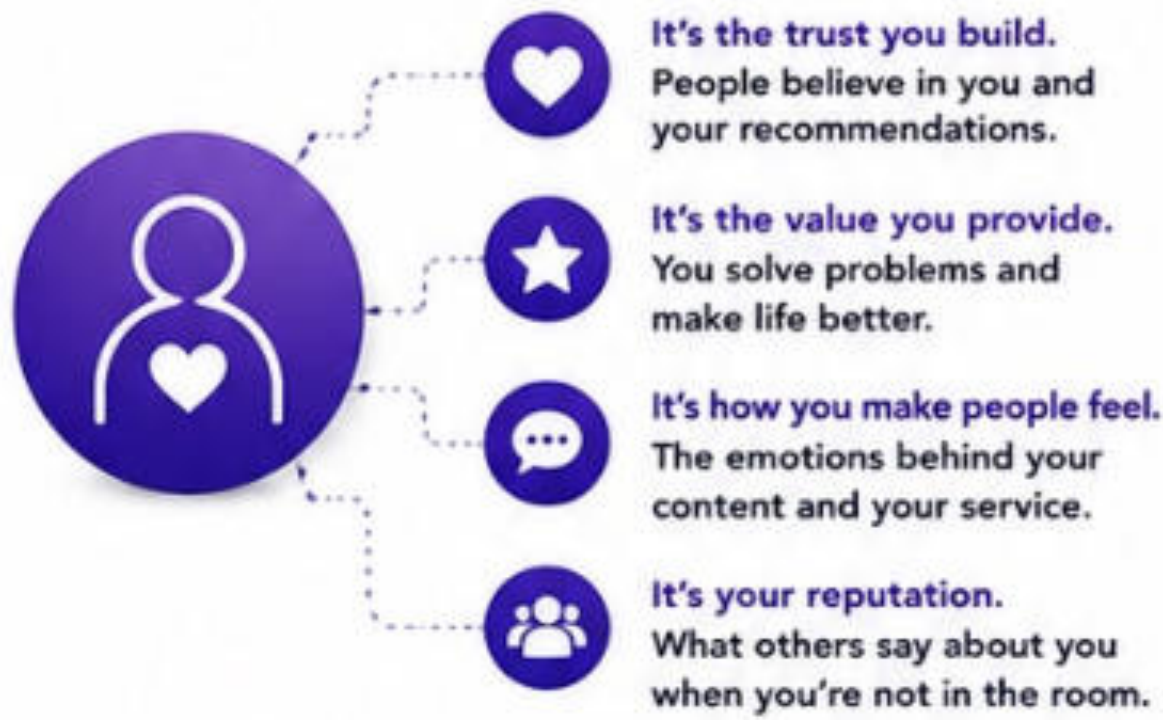 It's the trust you build.
People believe in you and
your recommendations.
It's the value you provide.
You solve problems and
make life better.
It's how you make people feel.
The emotions behind your
content and your service.
It's your reputation.
What others say about you
when you're not in the room.